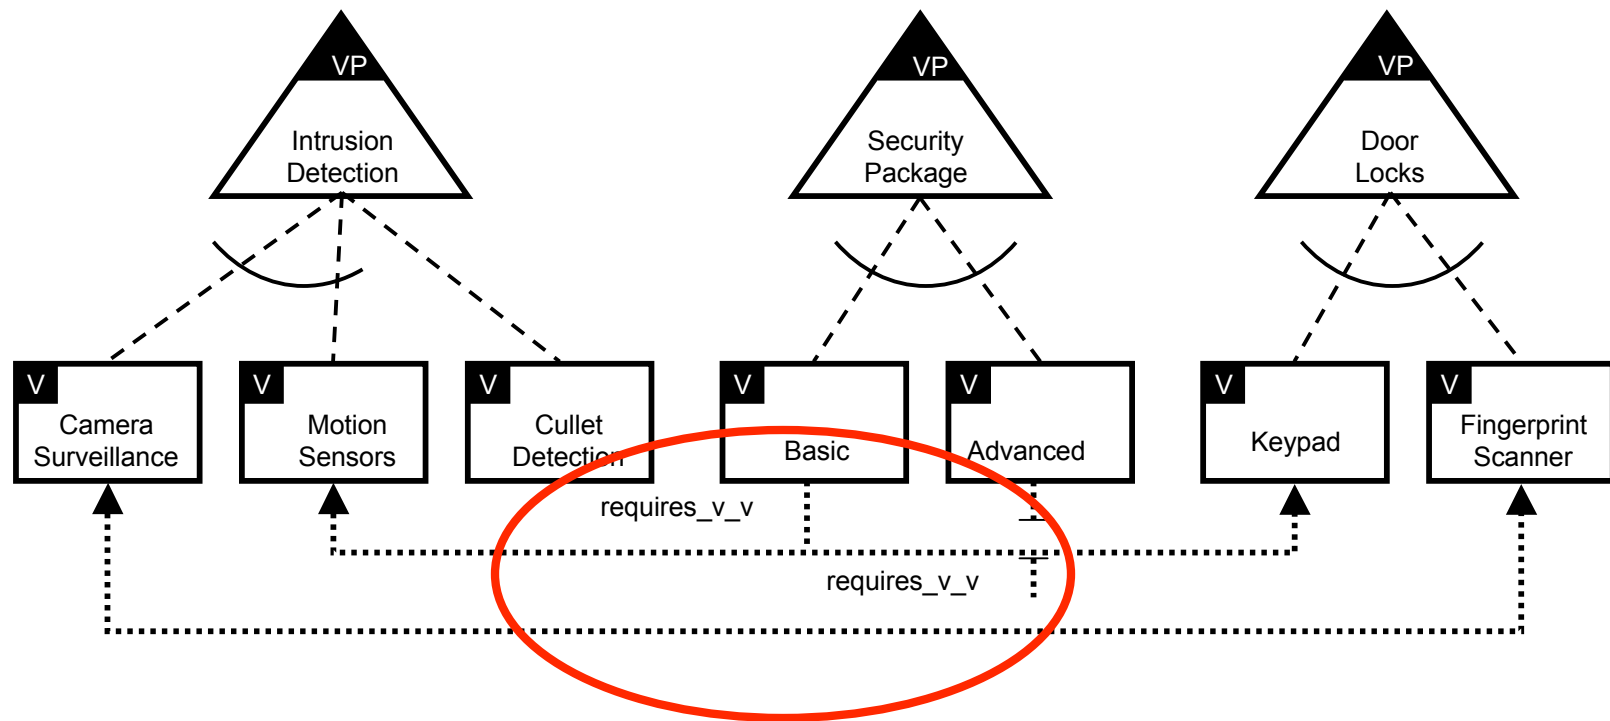 VP
VP
VP
Intrusion
Detection
Security
Package
Door
Locks
V
V
V
V
V
V
V
Camera
Surveillance
Motion
Sensors
Cullet
Detection
Basic
Advanced
Keypad
Fingerprint
Scanner
requires_v_v
requires_v_v